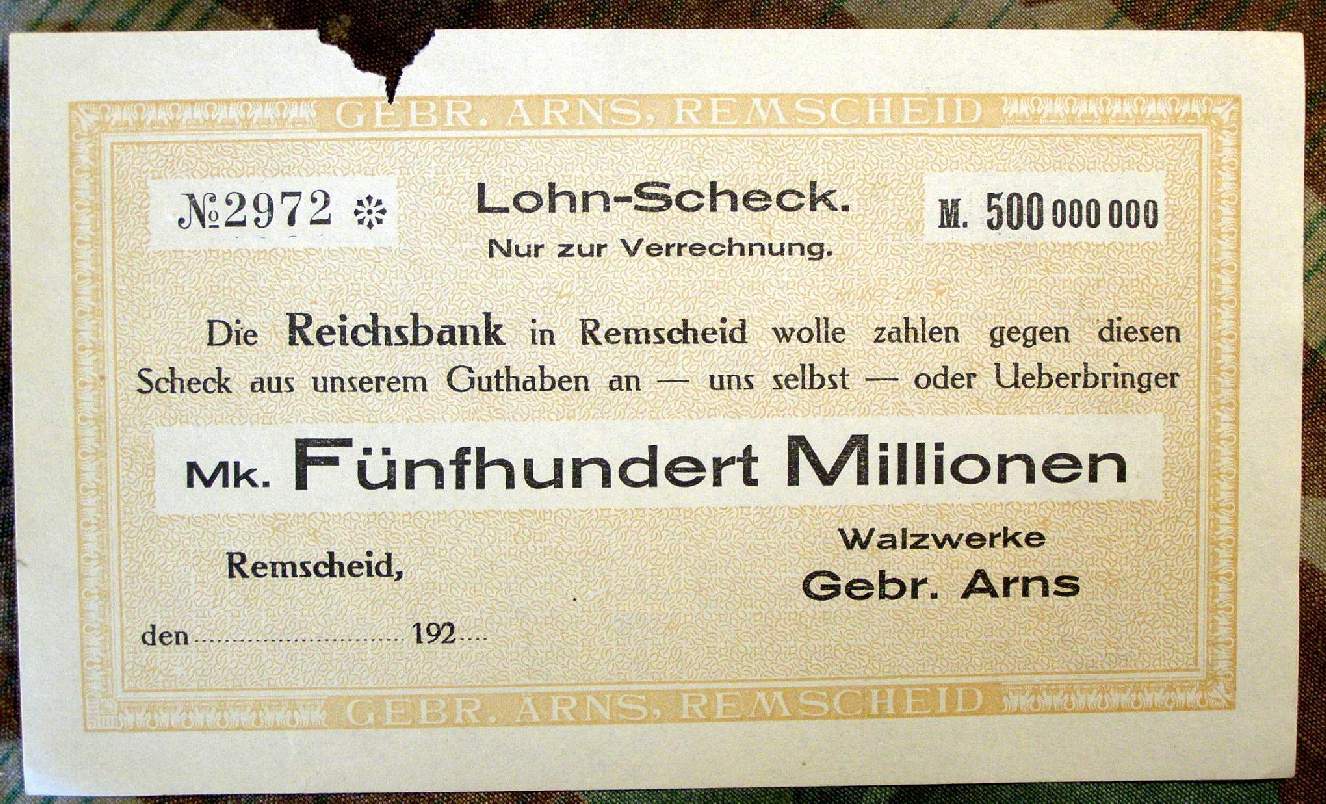 GEBR. ARNS, REMSCHEID
№2972
Lohn-Scheck.
M. 500 000 000
Nur zur Verrechnung.
Die Reichsbank in Remscheid wolle zahlen gegen diesen
Scheck aus unserem Guthaben an — uns selbst — oder Ueberbringer
Mk. Fünfhundert Millionen
Walzwerke
Remscheid,
Gebr. Arns
den........................ 192....
GEBR. ARNS, REMSCHEID